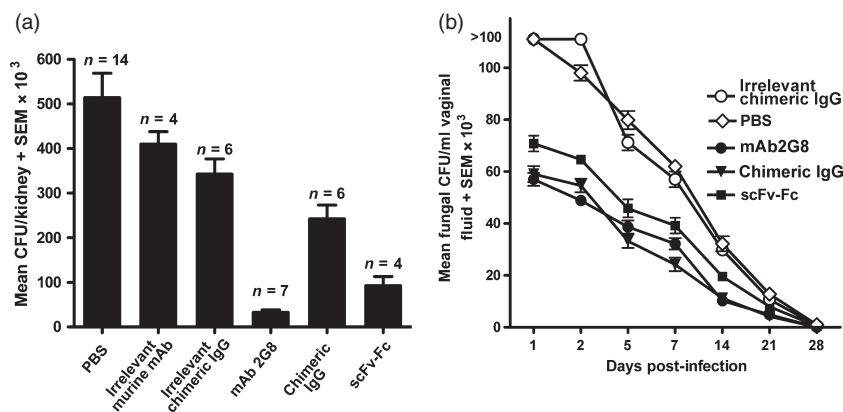 (a)
Mean CFU/kidney + SEM × 10³
600
500
400
300
200
100
0
n = 14
n = 4
n = 6
n = 7
n = 6
n = 4
PBS
Irrelevant
murine mAb
Irrelevant
chimeric IgG
mAb 2G8
Chimeric
IgG
scFv-Fc
(b)
Mean fungal CFU/ml vaginal
fluid + SEM × 10³
>100
100
80
60
40
20
0
1
2
5
7
14
21
28
Days post-infection
Irrelevant
chimeric IgG
PBS
mAb2G8
Chimeric IgG
scFv-Fc